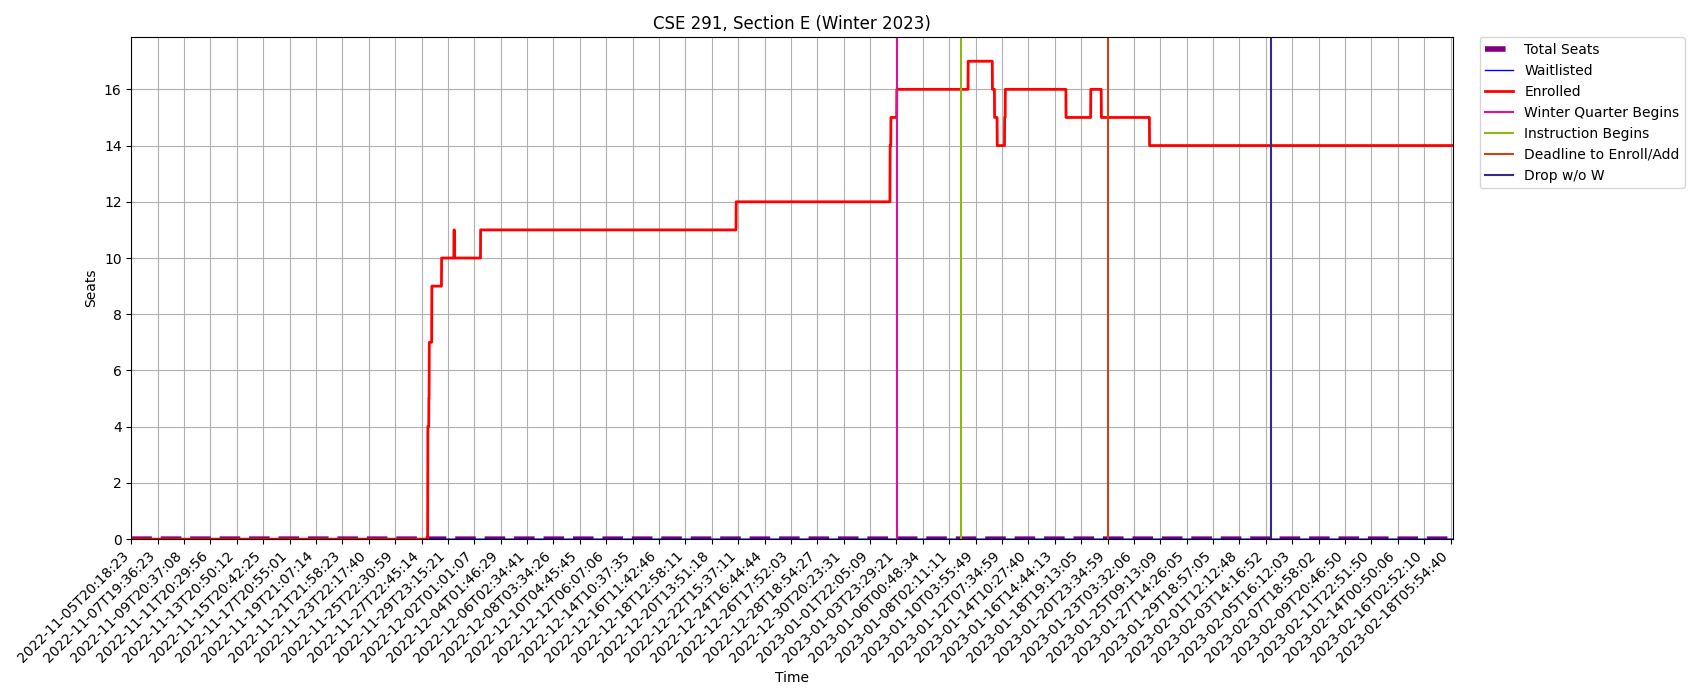 CSE 291, Section E (Winter 2023)
Seats
16
14
12
10
8
6
4
2
0
2022-11-05T20:18:23
2022-11-07T19:36:23
2022-11-09T20:37:08
2022-11-11T20:29:56
2022-11-13T20:50:12
2022-11-15T20:42:25
2022-11-17T20:55:01
2022-11-19T21:07:14
2022-11-21T21:58:23
2022-11-23T22:17:40
2022-11-25T22:30:59
2022-11-27T22:45:14
2022-11-29T23:15:21
2022-12-02T01:01:07
2022-12-04T01:46:29
2022-12-06T02:34:41
2022-12-08T03:34:26
2022-12-10T04:45:45
2022-12-12T06:07:06
2022-12-14T10:37:35
2022-12-16T11:42:46
2022-12-18T12:58:11
2022-12-20T13:51:18
2022-12-22T15:37:11
2022-12-24T16:44:44
2022-12-26T17:52:03
2022-12-28T18:54:27
2022-12-30T20:23:31
2023-01-01T22:05:09
2023-01-03T23:29:21
2023-01-06T00:48:34
2023-01-08T02:11:11
2023-01-10T03:55:49
2023-01-12T07:34:59
2023-01-14T10:27:40
2023-01-16T14:44:13
2023-01-18T19:13:05
2023-01-20T23:34:59
2023-01-23T03:32:06
2023-01-25T09:13:09
2023-01-27T14:26:05
2023-01-29T18:57:05
2023-02-01T12:12:48
2023-02-03T14:16:52
2023-02-05T16:12:03
2023-02-07T18:58:02
2023-02-09T20:46:50
2023-02-11T22:51:50
2023-02-14T00:50:06
2023-02-16T02:52:10
2023-02-18T05:54:40
Time
Total Seats
Waitlisted
Enrolled
Winter Quarter Begins
Instruction Begins
Deadline to Enroll/Add
Drop w/o W